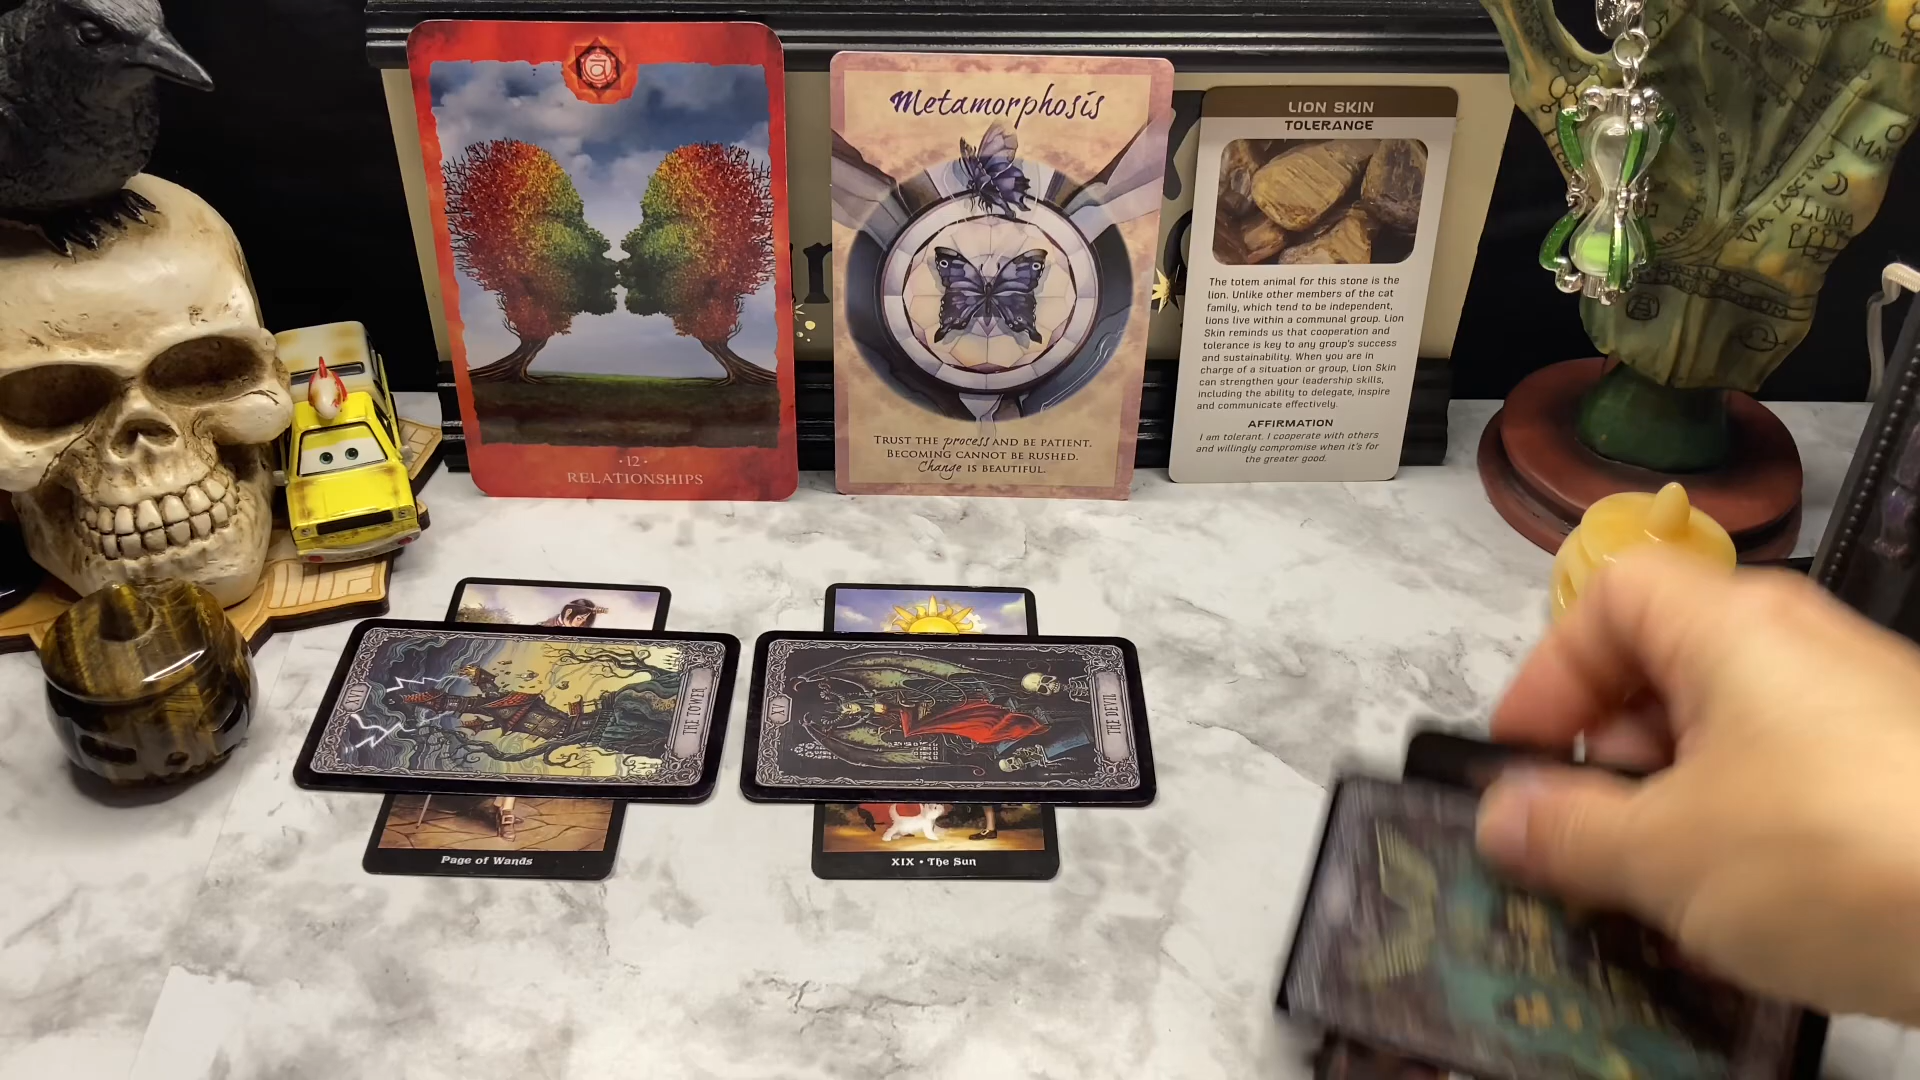 · 12 ·
RELATIONSHIPS
Metamorphosis
TRUST THE process AND BE PATIENT.
BECOMING CANNOT BE RUSHED.
Change IS BEAUTIFUL.
LION SKIN
TOLERANCE
The totem animal for this stone is the
lion. Unlike other members of the cat
family, which tend to be independent,
lions live within a communal group. Lion
Skin reminds us that cooperation and
tolerance is key to any group's success
and sustainability. When you are in
charge of a situation or group, Lion Skin
can strengthen your leadership skills,
including the ability to delegate, inspire
and communicate effectively.
AFFIRMATION
I am tolerant. I cooperate with others
and willingly compromise when it's for
the greater good.
VIA LASCIVA
LUNA
XVI
THE TOWER
Page of Wands
XV
THE DEVIL
XIX • The Sun